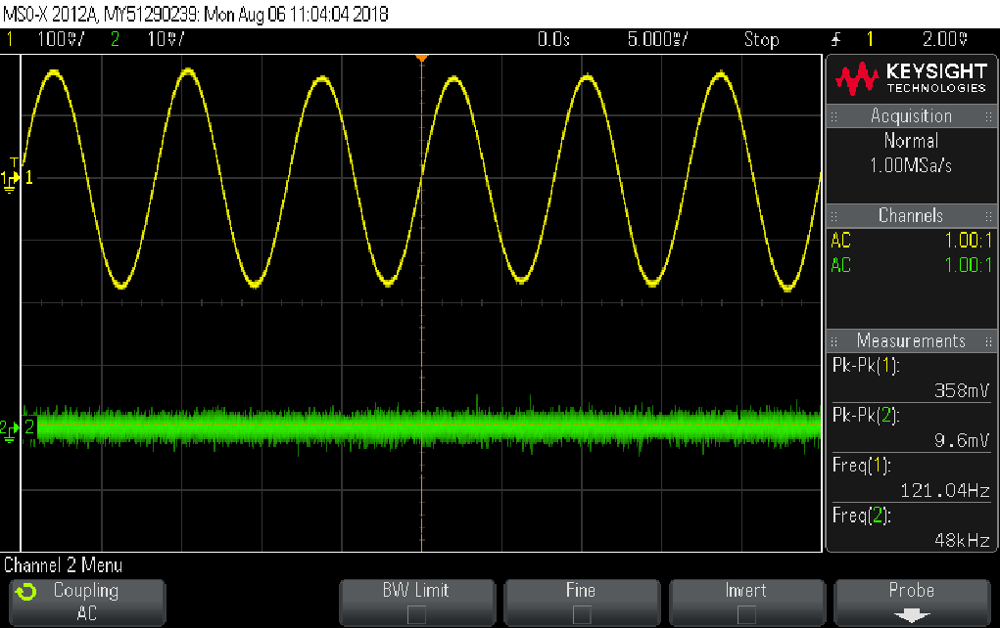 MSO-X 2012A, MY51290239: Mon Aug 06 11:04:04 2018
1 100mV/ 2 10mV/ 0.0s 5.000ms/ Stop 1 2.00mV
KEYSIGHT
TECHNOLOGIES
Acquisition
Normal
1.00MSa/s
Channels
AC 1.00:1
AC 1.00:1
T
1 1
Measurements
Pk-Pk(1):
358mV
Pk-Pk(2):
9.6mV
2 2
Freq(1):
121.04Hz
Freq(2):
48kHz
Channel 2 Menu
Coupling BW Limit Fine Invert Probe
AC